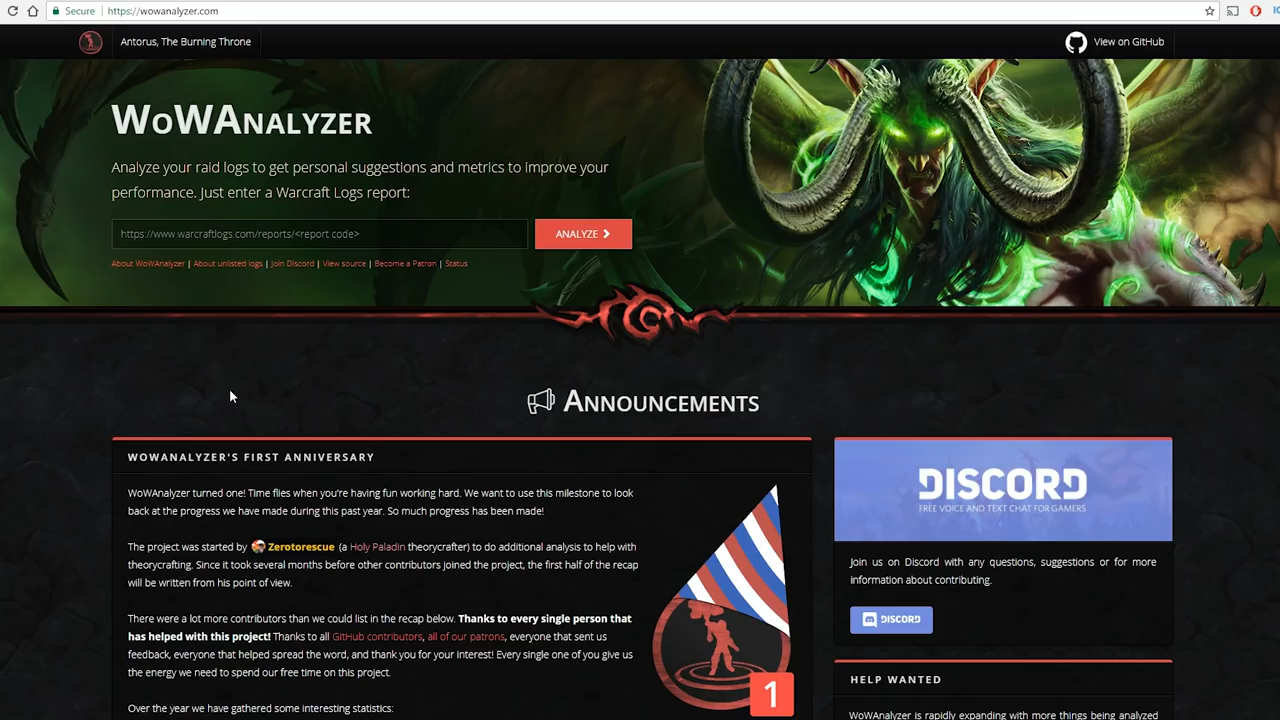 Secure
https://wowanalyzer.com
Antorus, The Burning Throne
View on GitHub
WoWAnalyzer
Analyze your raid logs to get personal suggestions and metrics to improve your
performance. Just enter a Warcraft Logs report:
https://www.warcraftlogs.com/reports/<report code>
ANALYZE
About WoWAnalyzer | About unlisted logs | Join Discord | View source | Become a Patron | Status
Announcements
WOWANALYZER'S FIRST ANNIVERSARY
WoWAnalyzer turned one! Time flies when you're having fun working hard. We want to use this milestone to look
back at the progress we have made during this past year. So much progress has been made!
The project was started by Zerotorescue (a Holy Paladin theorycrafter) to do additional analysis to help with
theorycrafting. Since it took several months before other contributors joined the project, the first half of the recap
will be written from his point of view.
There were a lot more contributors than we could list in the recap below. Thanks to every single person that
has helped with this project! Thanks to all GitHub contributors, all of our patrons, everyone that sent us
feedback, everyone that helped spread the word, and thank you for your interest! Every single one of you give us
the energy we need to spend our free time on this project.
Over the year we have gathered some interesting statistics:
1
DISCORD
FREE VOICE AND TEXT CHAT FOR GAMERS
Join us on Discord with any questions, suggestions or for more
information about contributing.
DISCORD
HELP WANTED
WoWAnalyzer is rapidly expanding with more things being analyzed